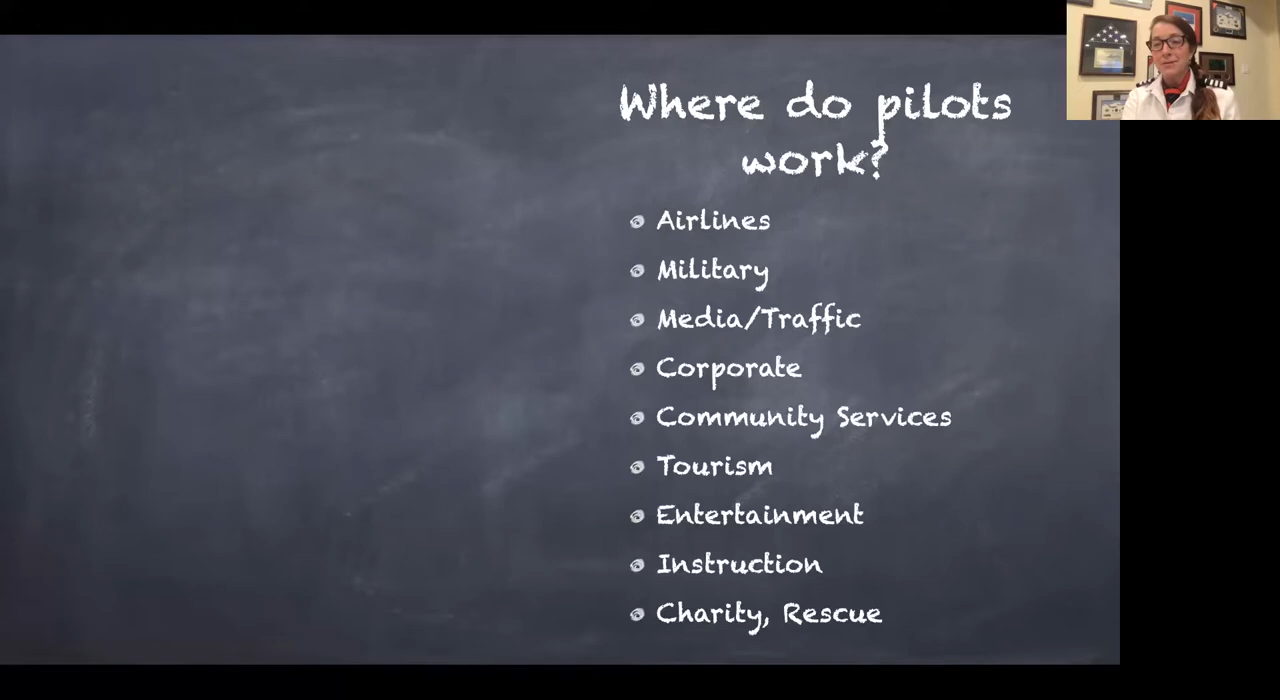 Where do pilots
work?
Airlines
Military
Media/Traffic
Corporate
Community Services
Tourism
Entertainment
Instruction
Charity, Rescue